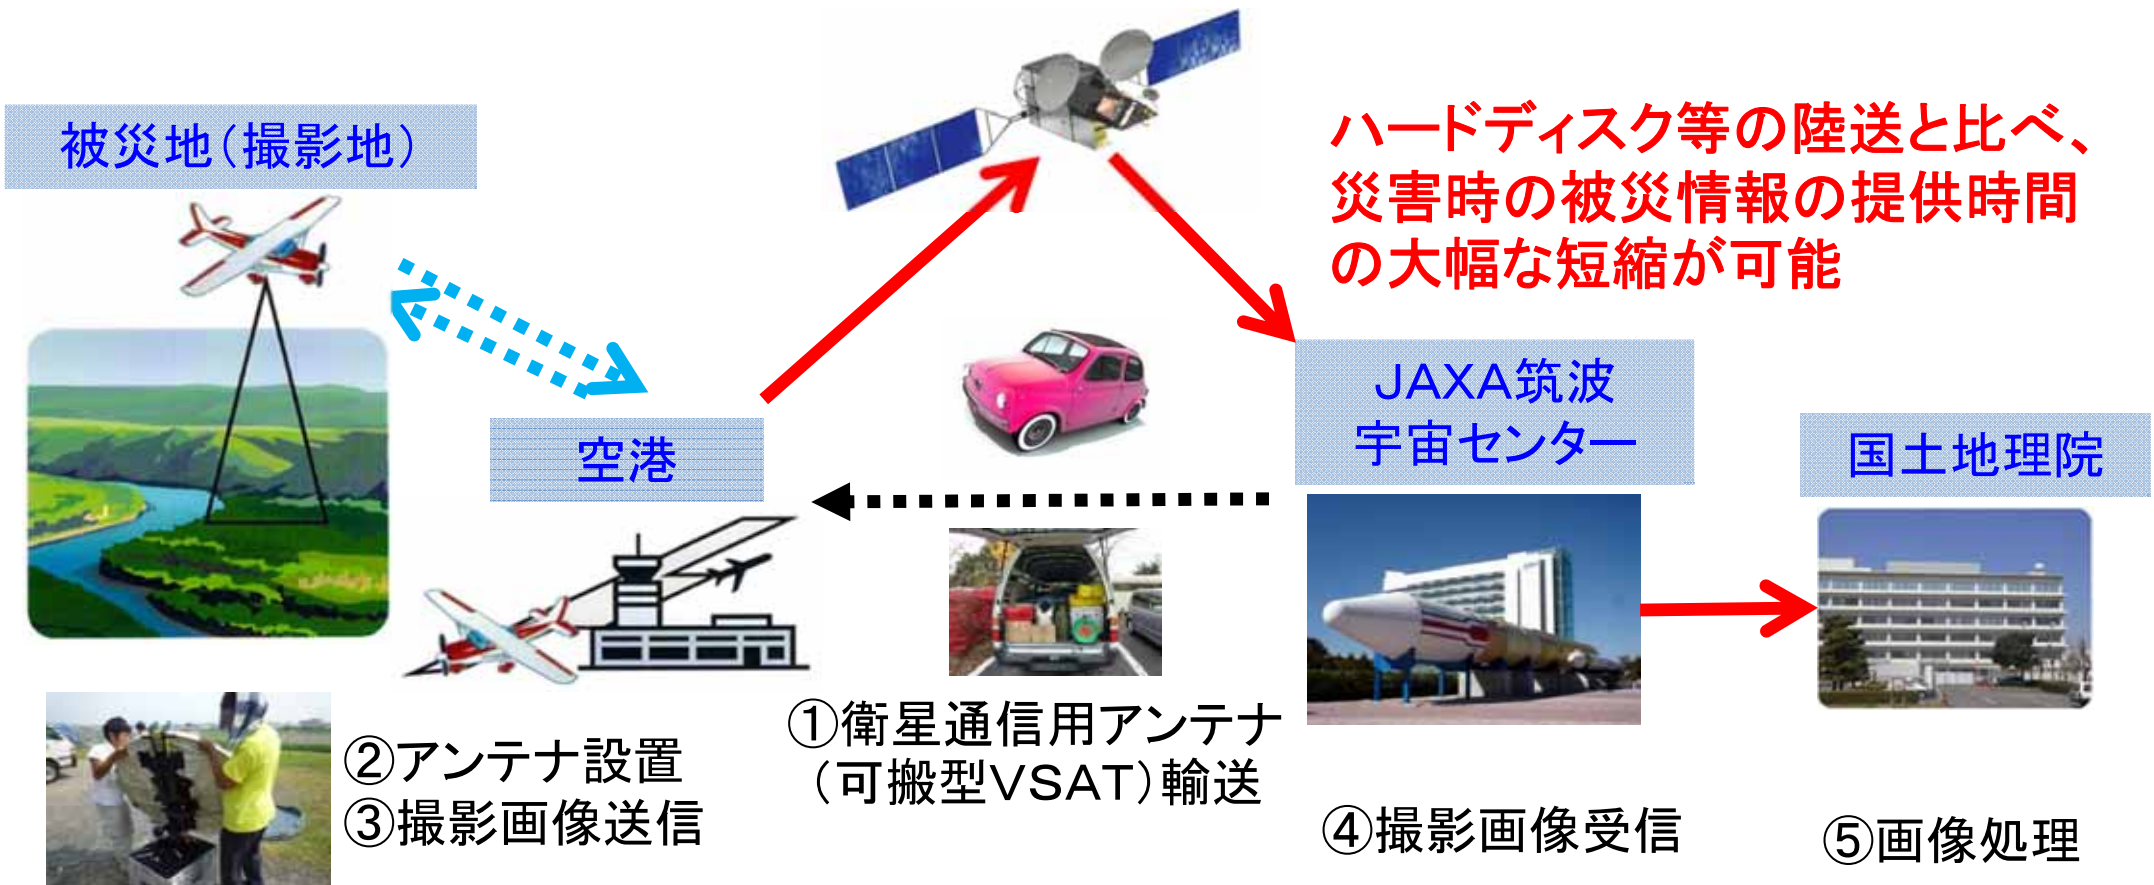 被災地（撮影地）
ハードディスク等の陸送と比べ、
災害時の被災情報の提供時間
の大幅な短縮が可能
空港
JAXA筑波
宇宙センター
国土地理院
①衛星通信用アンテナ
（可搬型VSAT）輸送
②アンテナ設置
③撮影画像送信
④撮影画像受信
⑤画像処理